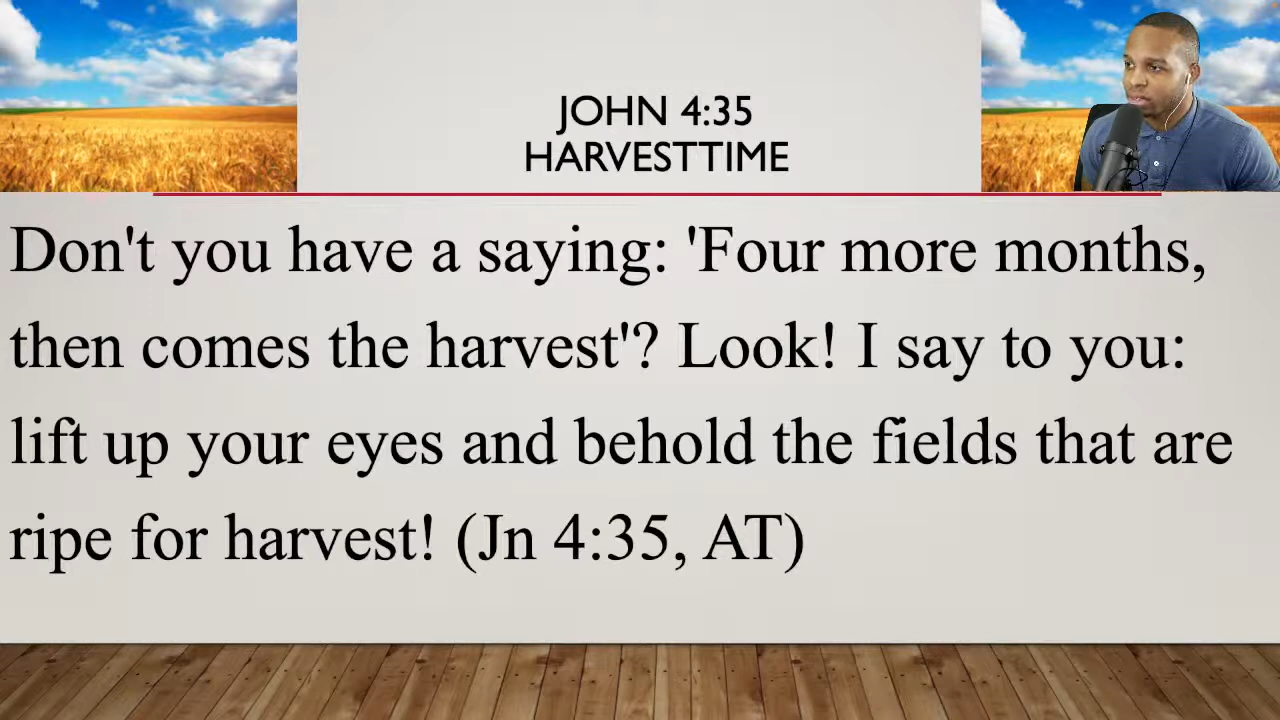 JOHN 4:35
HARVESTTIME
Don't you have a saying: 'Four more months,
then comes the harvest'? Look! I say to you:
lift up your eyes and behold the fields that are
ripe for harvest! (Jn 4:35, AT)